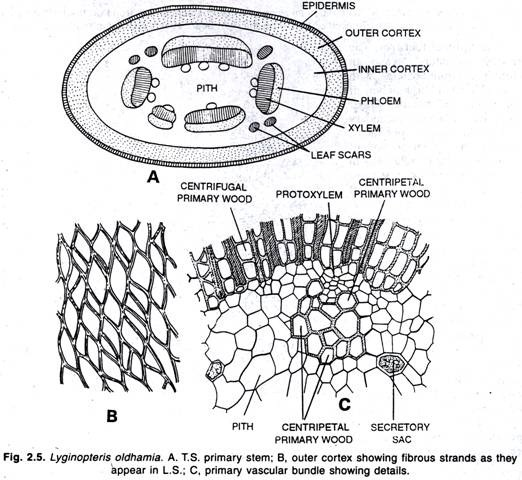 EPIDERMIS
OUTER CORTEX
INNER CORTEX
PITH
PHLOEM
XYLEM
LEAF SCARS
A
CENTRIFUGAL
PRIMARY WOOD
PROTOXYLEM
CENTRIPETAL
PRIMARY WOOD
B
C
PITH
CENTRIPETAL
PRIMARY WOOD
SECRETORY
SAC
Fig. 2.5. Lyginopteris oldhamia. A. T.S. primary stem; B, outer cortex showing fibrous strands as they
appear in L.S.; C, primary vascular bundle showing details.